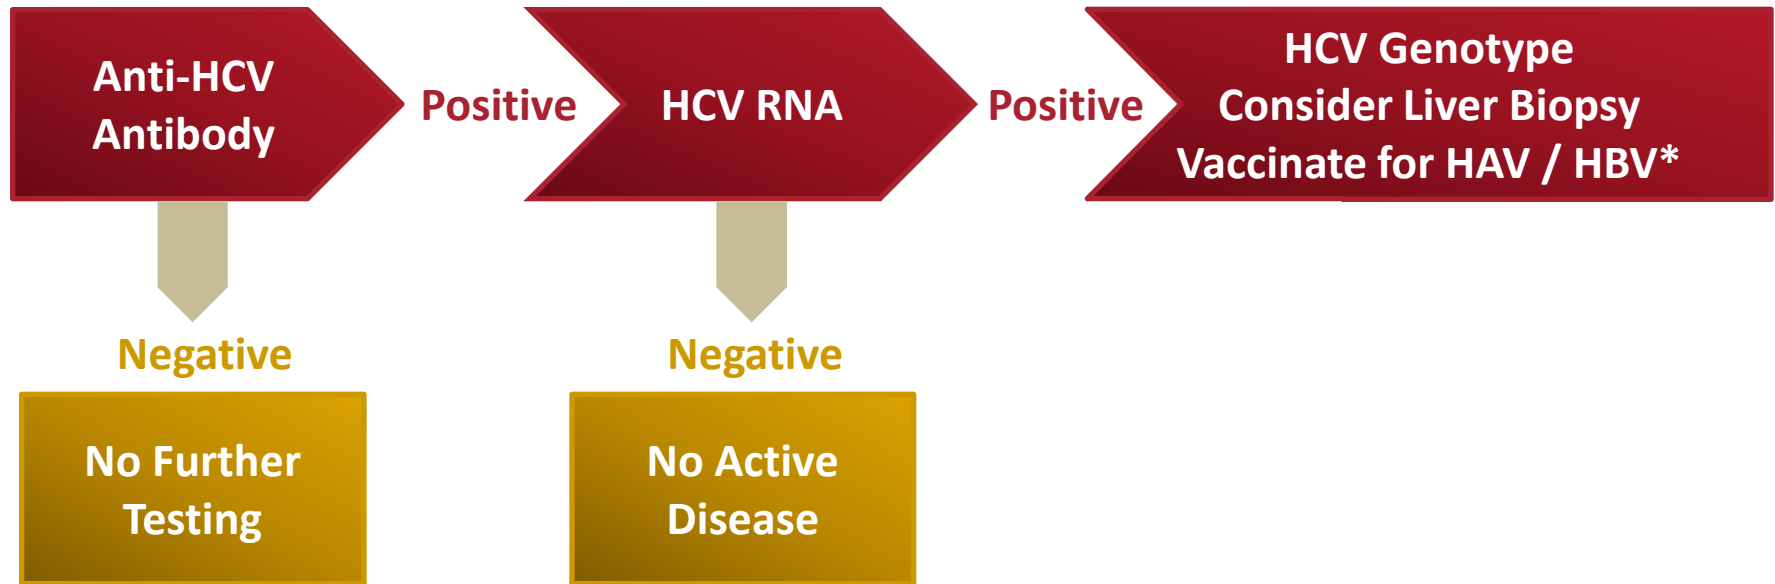 Anti-HCV
Antibody
Positive
HCV RNA
Positive
HCV Genotype
Consider Liver Biopsy
Vaccinate for HAV / HBV*
Negative
Negative
No Further
Testing
No Active
Disease